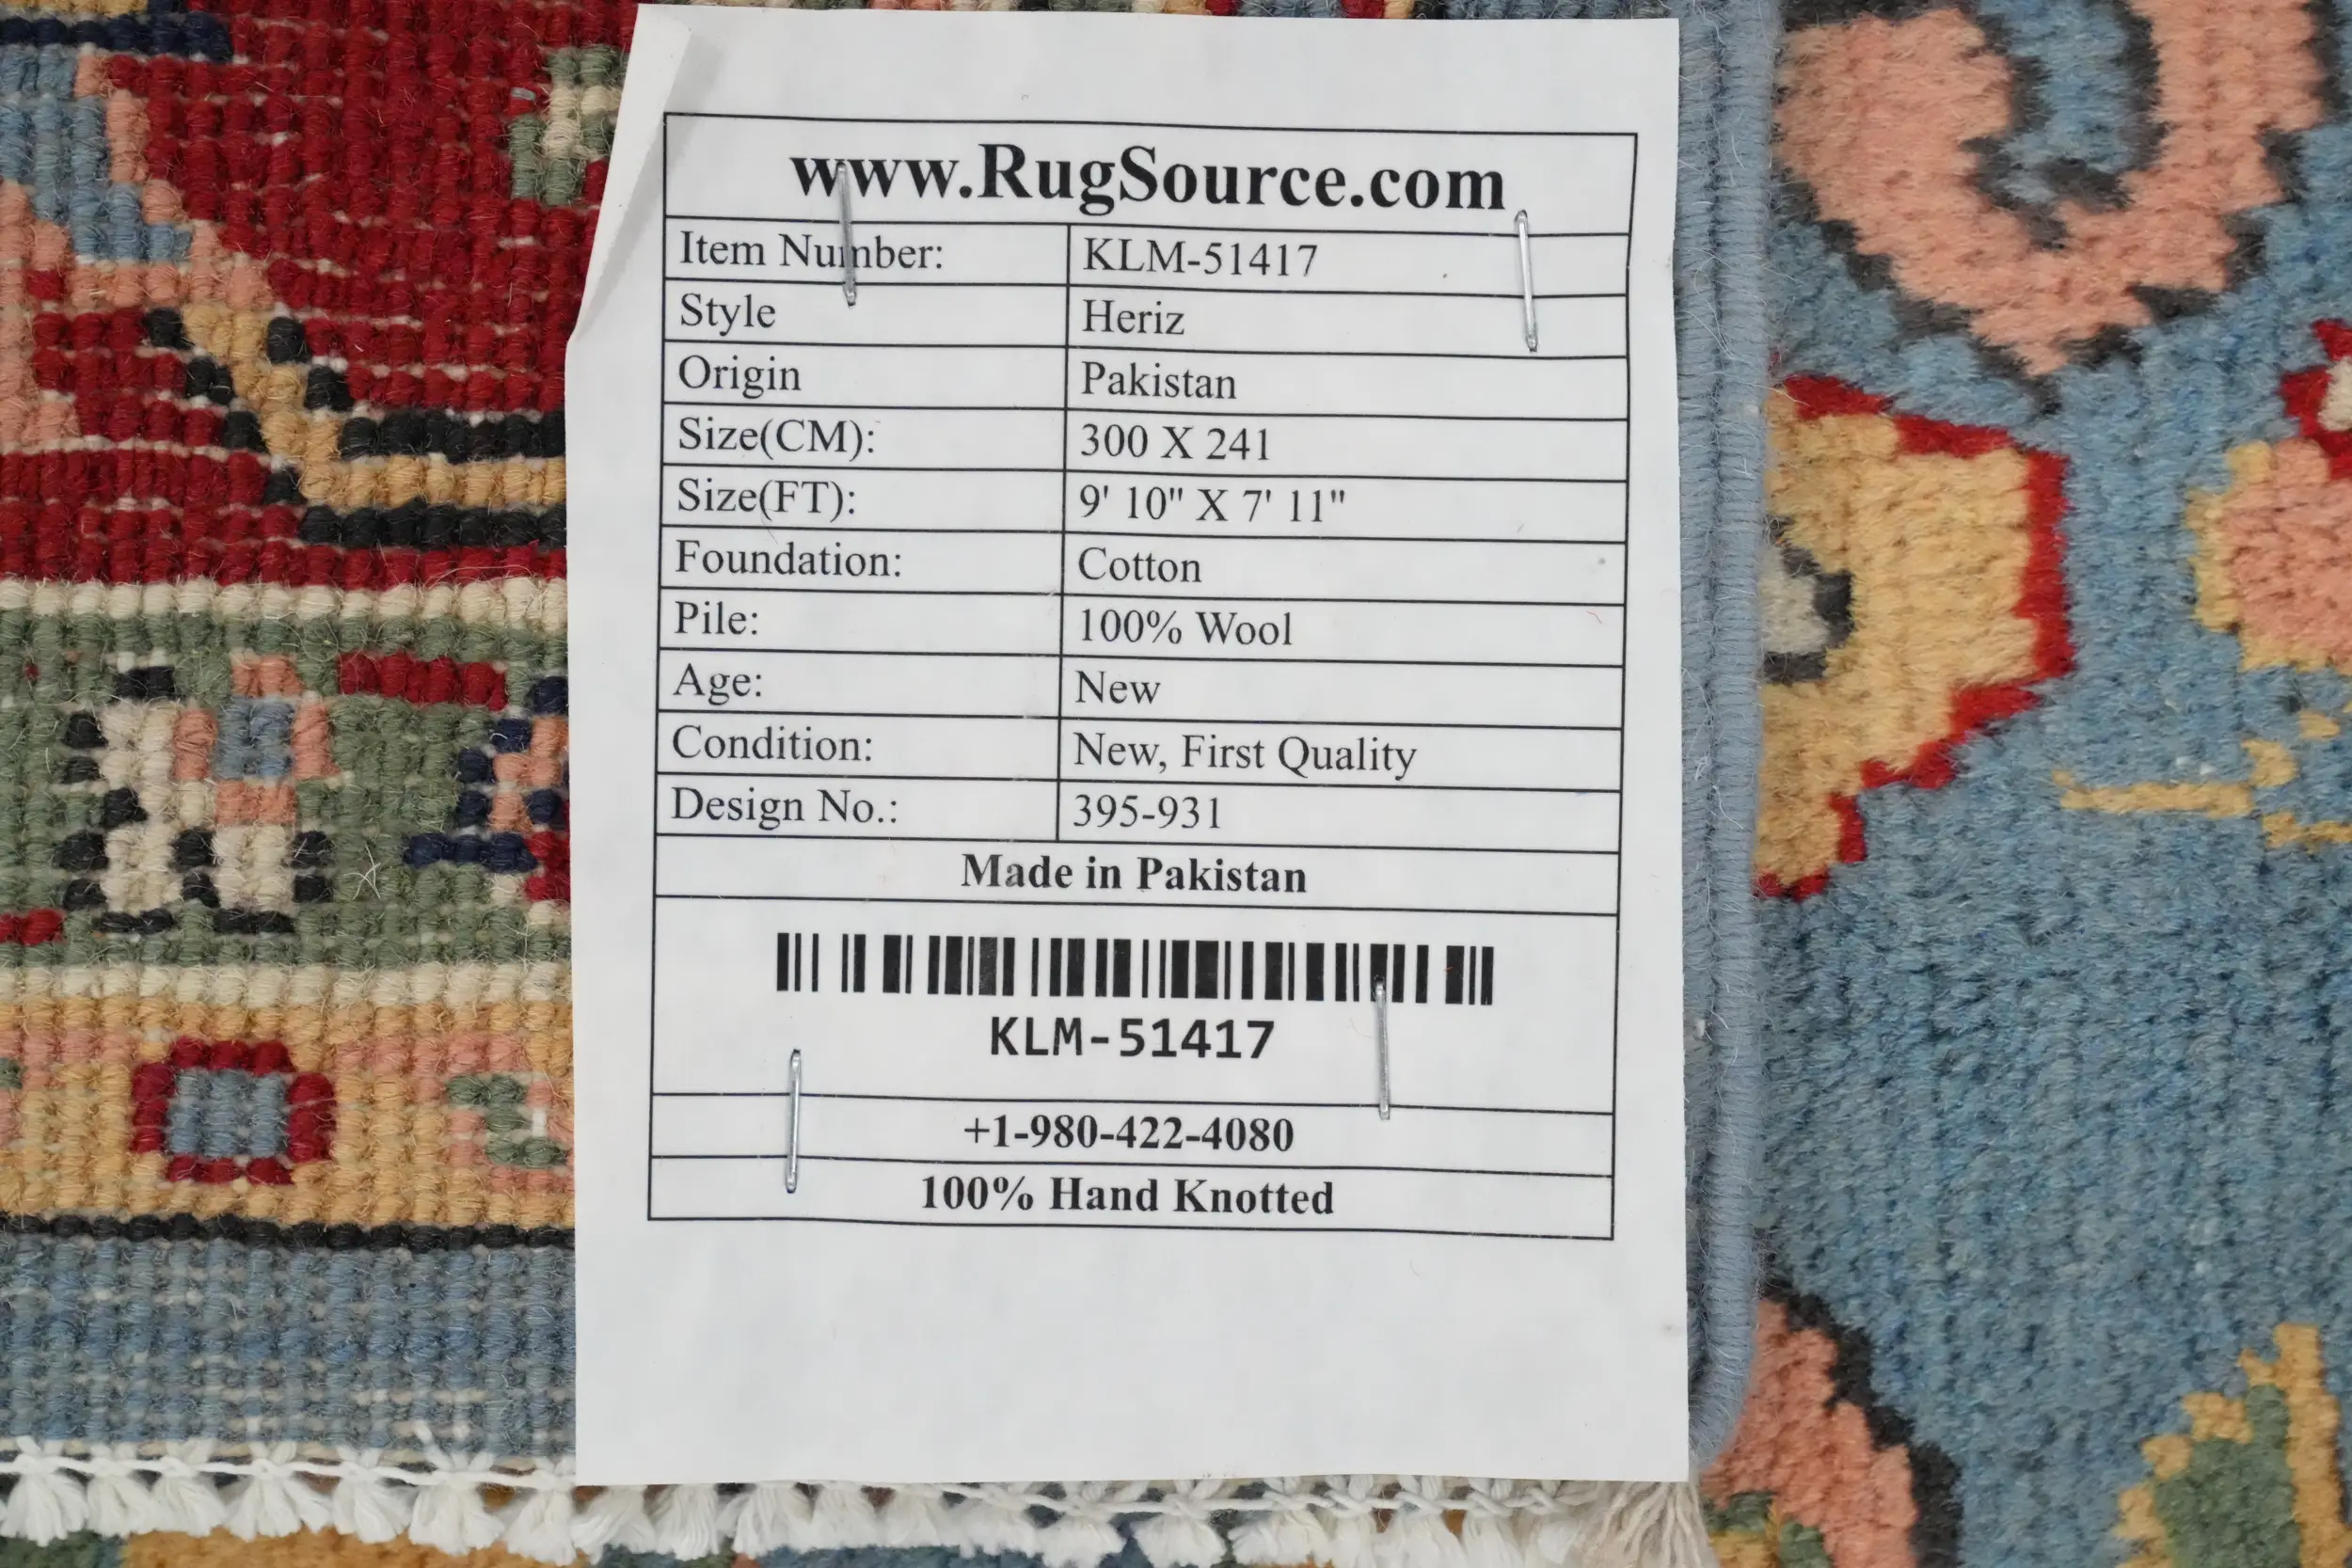 www.RugSource.com
Item Number: KLM-51417
Style Heriz
Origin Pakistan
Size(CM): 300 X 241
Size(FT): 9' 10" X 7' 11"
Foundation: Cotton
Pile: 100% Wool
Age: New
Condition: New, First Quality
Design No.: 395-931
Made in Pakistan
KLM-51417
+1-980-422-4080
100% Hand Knotted